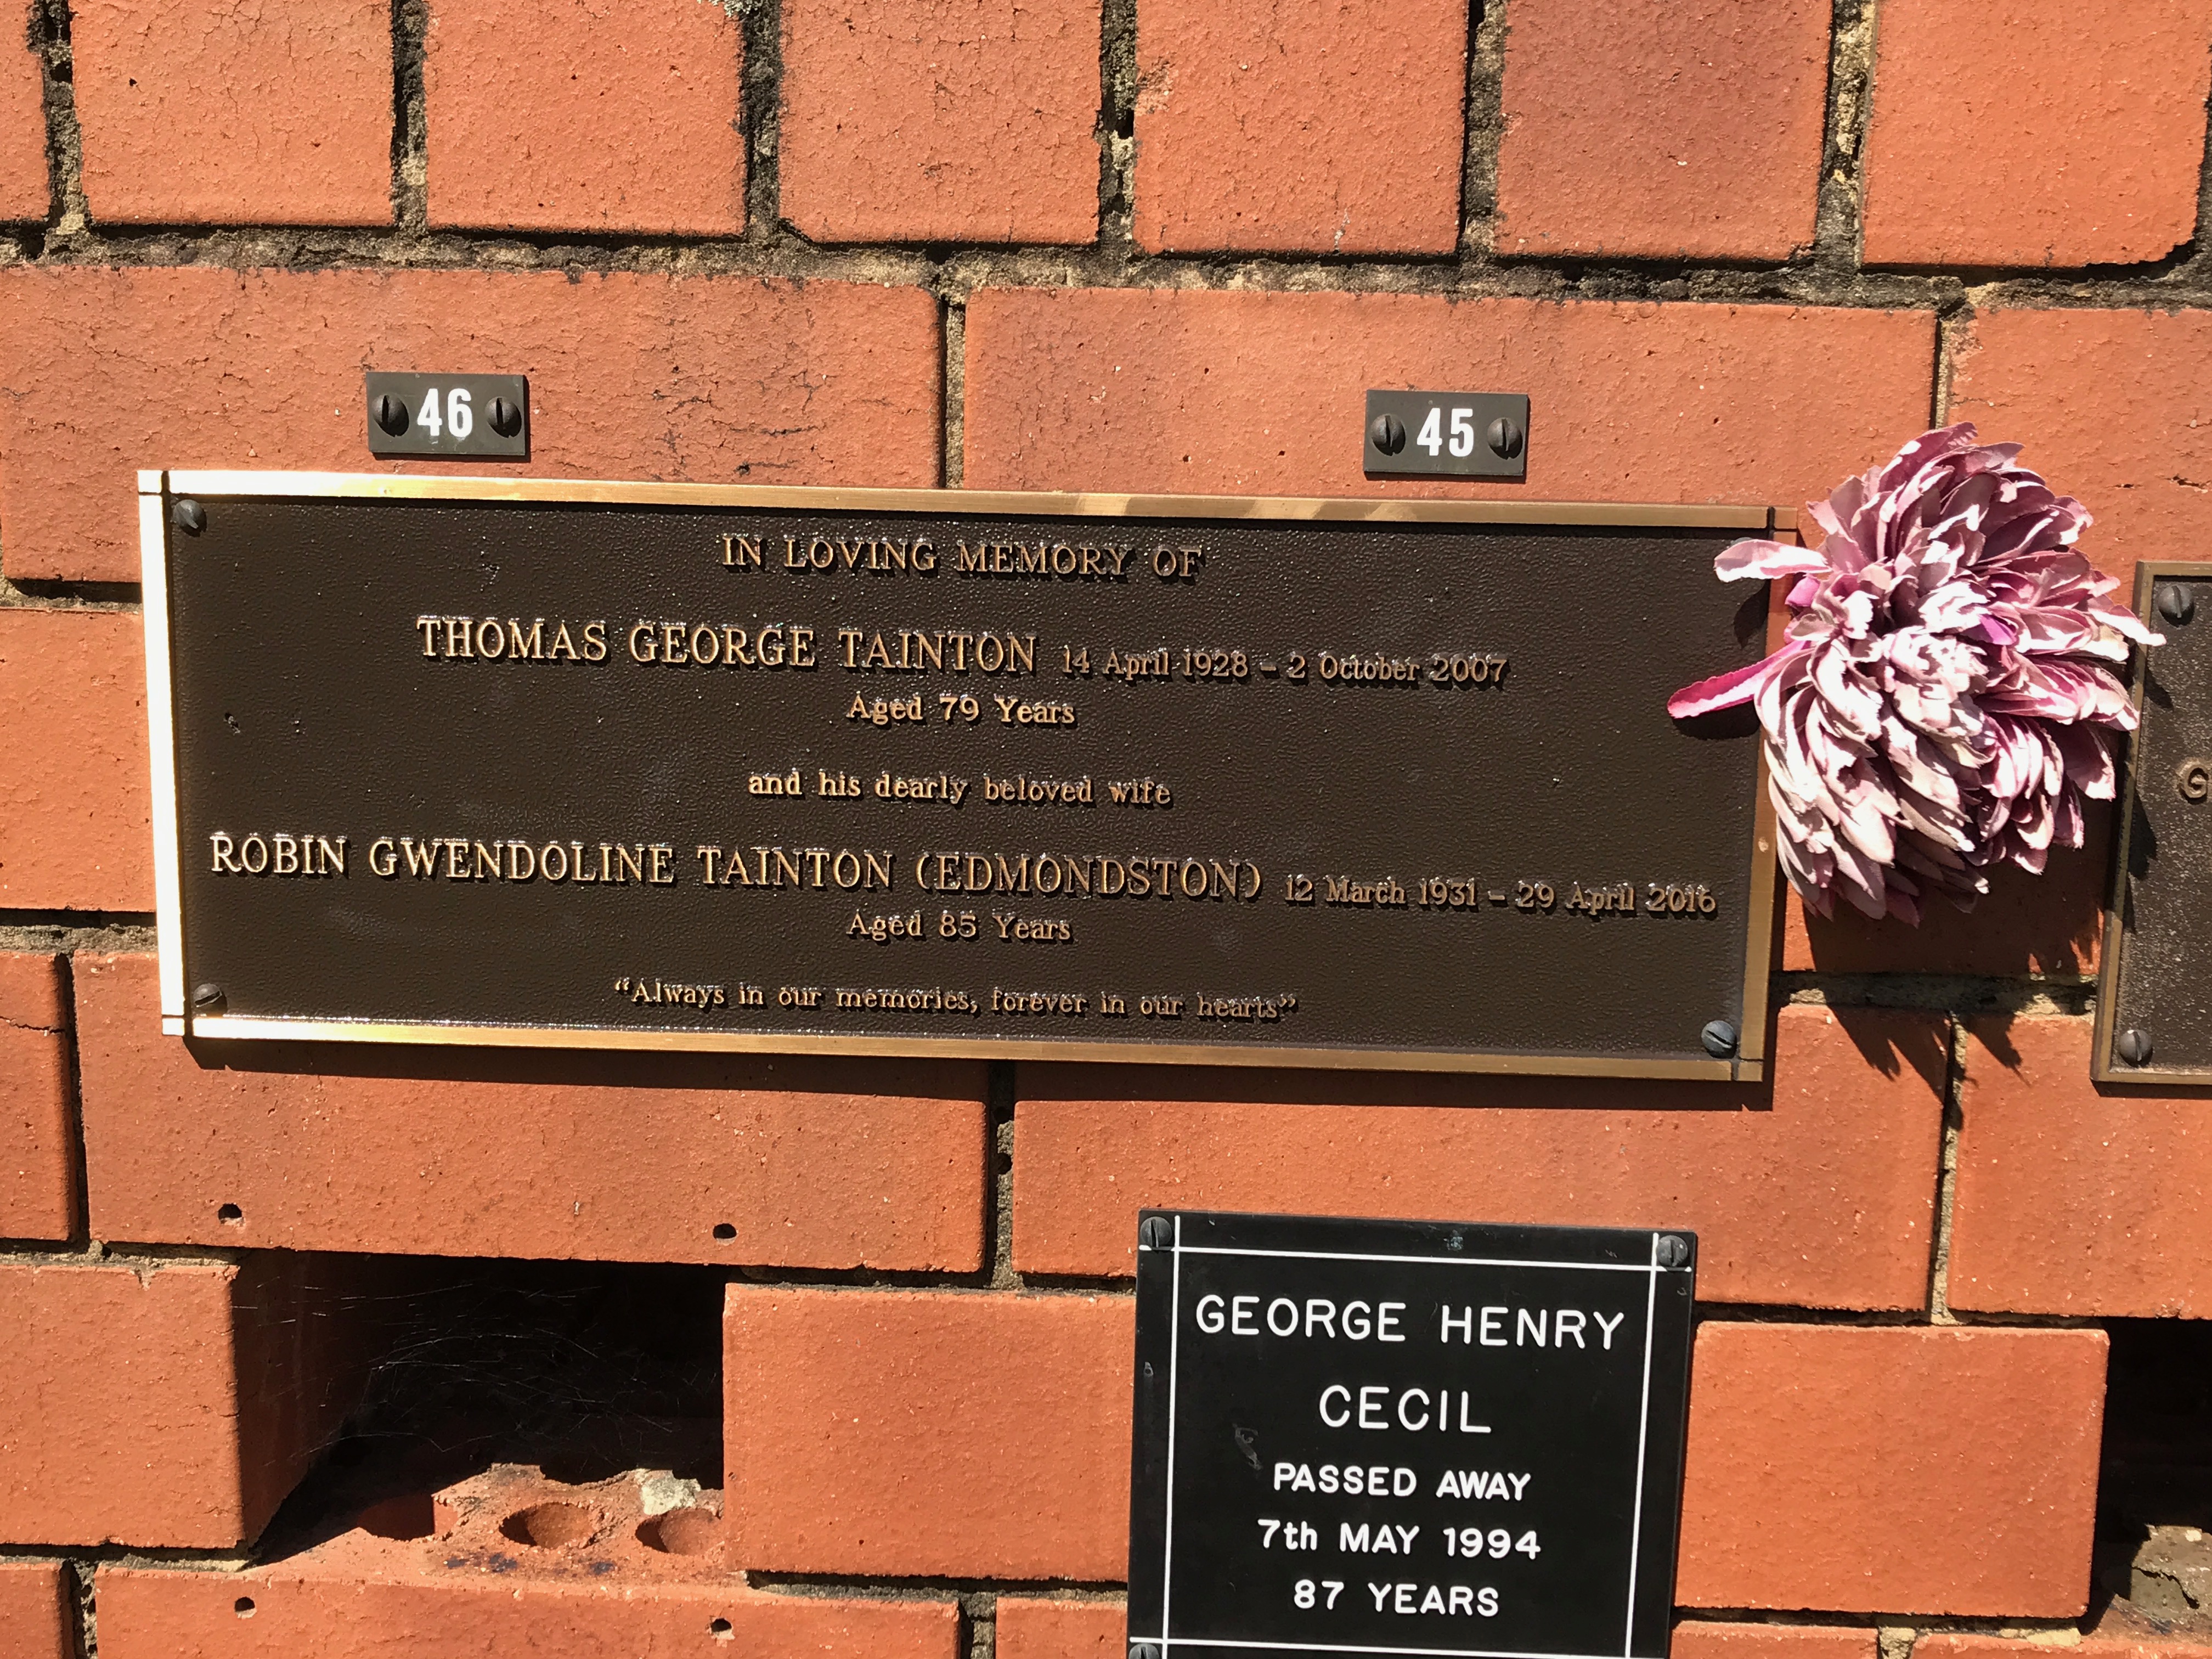 46
45
IN LOVING MEMORY OF
THOMAS GEORGE TAINTON 14 April 1928 - 2 October 2007
Aged 79 Years
and his dearly beloved wife
ROBIN GWENDOLINE TAINTON (EDMONDSTON) 12 March 1931 - 29 April 2016
Aged 85 Years
"Always in our memories, forever in our hearts"
GEORGE HENRY
CECIL
PASSED AWAY
7th MAY 1994
87 YEARS